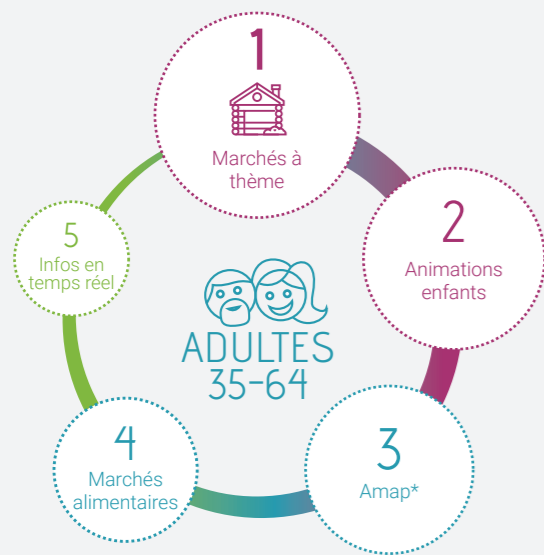 1
Marchés à
thème
2
Animations
enfants
3
Amap*
4
Marchés
alimentaires
5
Infos en
temps réel
ADULTES
35-64